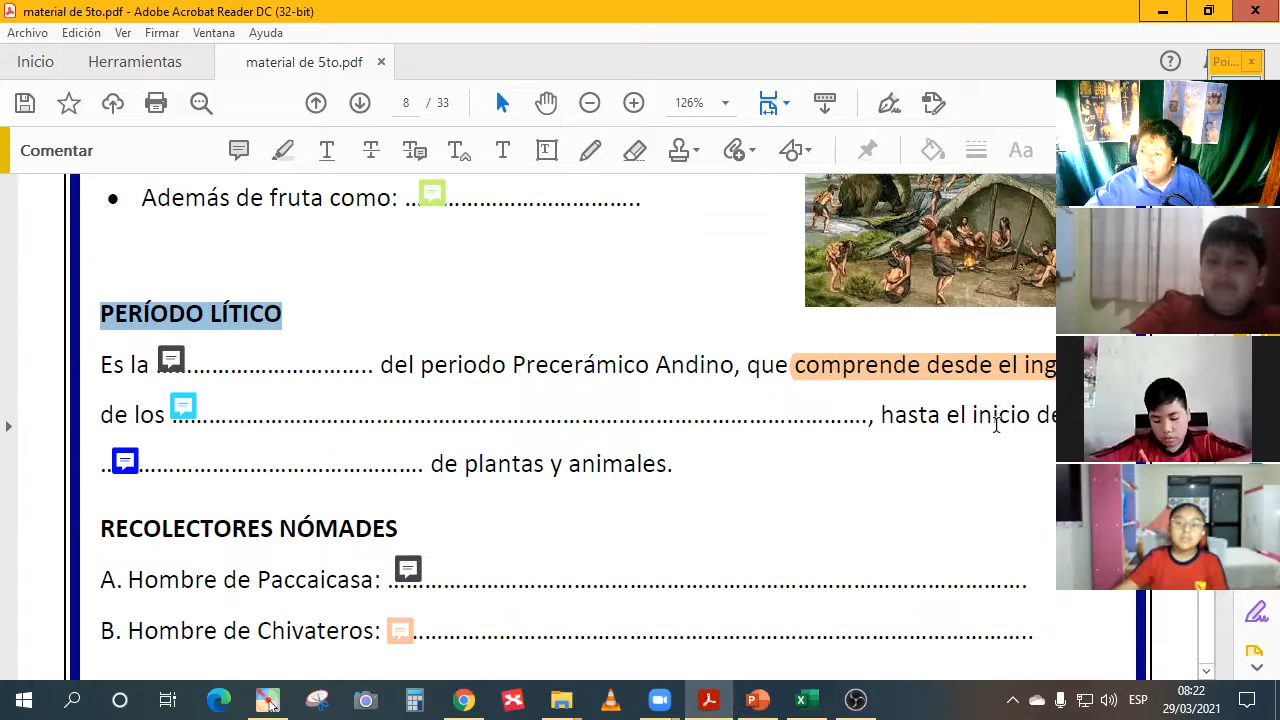 material de 5to.pdf - Adobe Acrobat Reader DC (32-bit)
Archivo Edición Ver Firmar Ventana Ayuda
Inicio Herramientas material de 5to.pdf × Poi... ×
8 / 33 126%
Comentar Aa
• Además de fruta como: ………………………………..
PERÍODO LÍTICO
Es la ……………………………. del periodo Precerámico Andino, que comprende desde el ing
de los ……………………………………………………………………………………., hasta el inicio de
……………………………………. de plantas y animales.
RECOLECTORES NÓMADES
A. Hombre de Paccaicasa: ……………………………………………………………………………….
B. Hombre de Chivateros: ………………………………………………………………………………..
ESP
08:22
29/03/2021